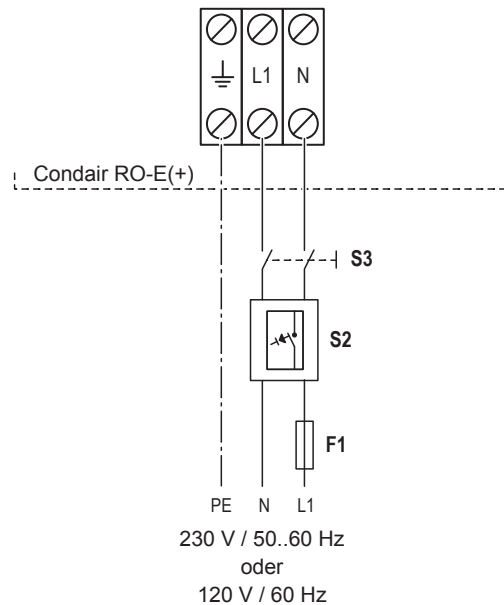 L1 N
Condair RO-E(+)
S3
S2
F1
PE N L1
230 V / 50..60 Hz
oder
120 V / 60 Hz